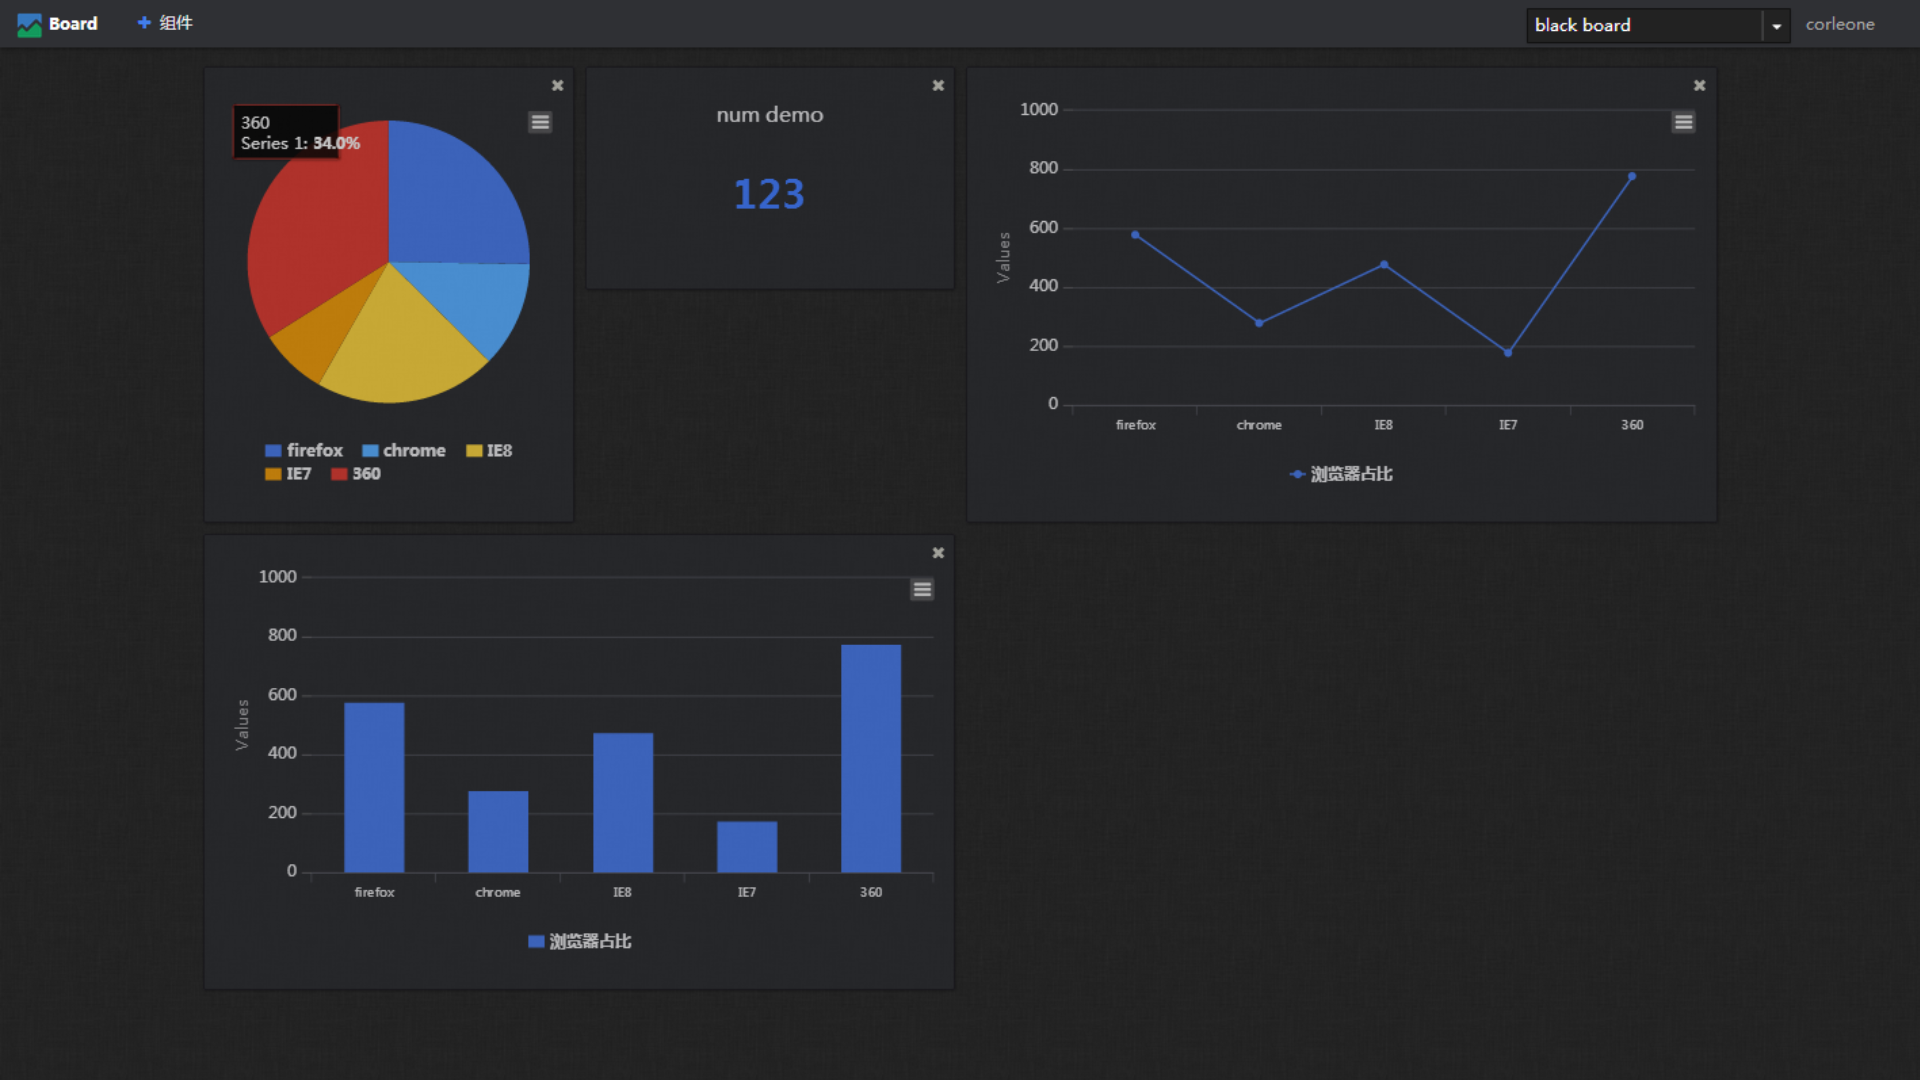 Board
组件
black board
corleone
360
Series 1: 34.0%
firefox
chrome
IE8
IE7
360
num demo
123
1000
800
600
400
200
0
Values
firefox
chrome
IE8
IE7
360
浏览器占比
1000
800
600
400
200
0
Values
firefox
chrome
IE8
IE7
360
浏览器占比